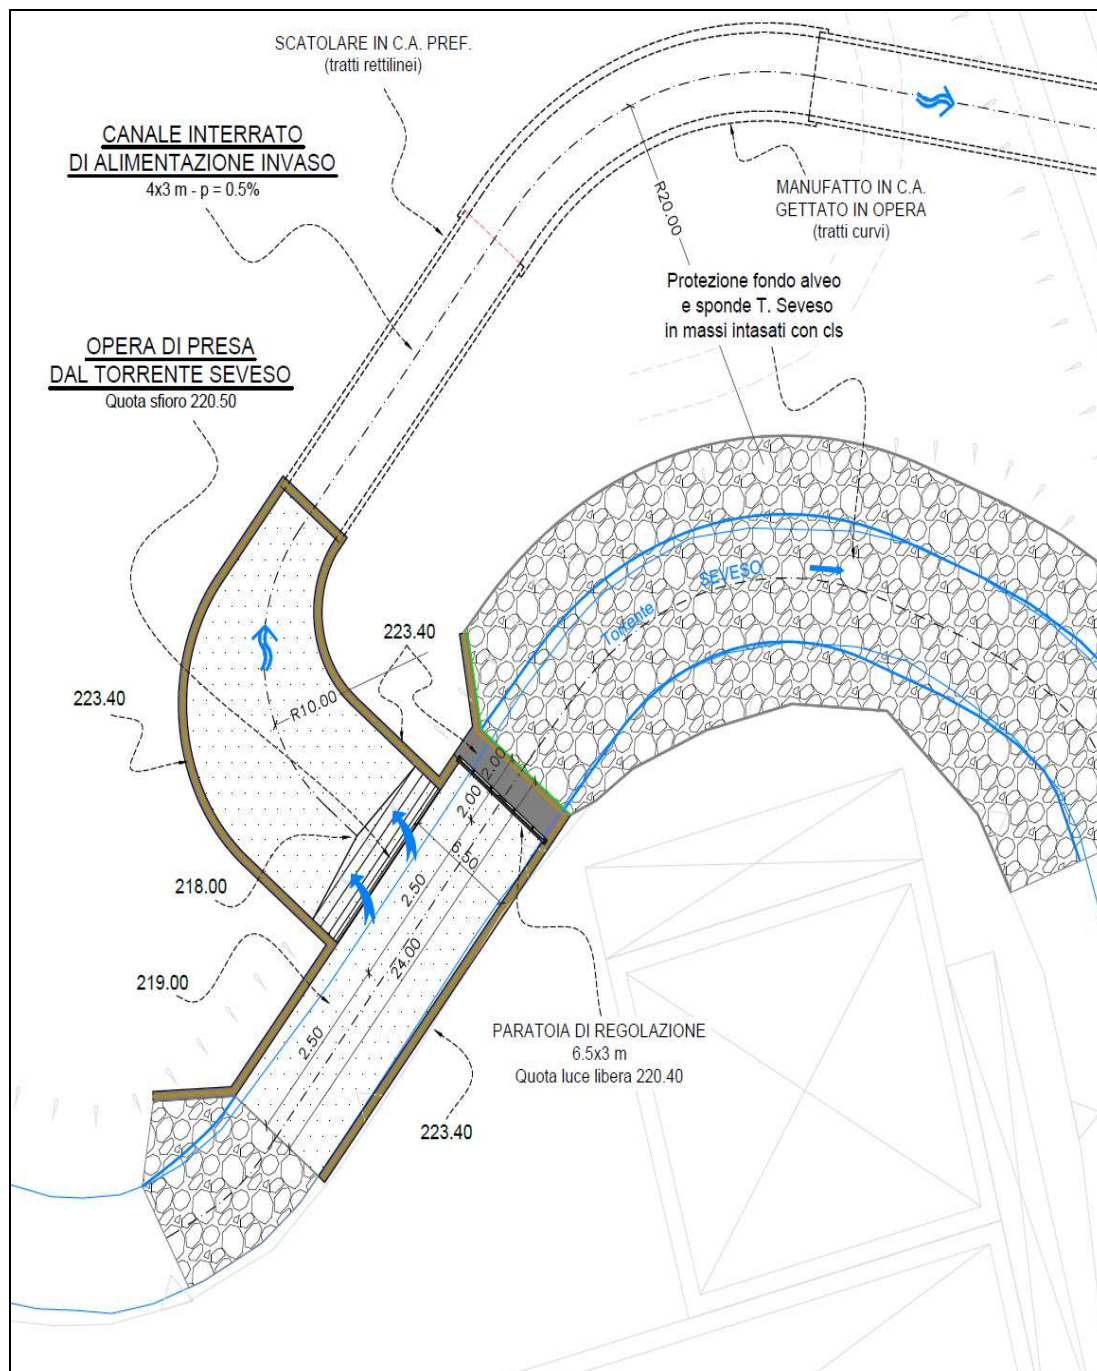 SCATOLARE IN C.A. PREF.
(tratti rettilinei)
CANALE INTERRATO
DI ALIMENTAZIONE INVASO
4x3 m - p = 0.5%
MANUFATTO IN C.A.
GETTATO IN OPERA
(tratti curvi)
R20.00
Protezione fondo alveo
e sponde T. Seveso
in massi intasati con cls
OPERA DI PRESA
DAL TORRENTE SEVESO
Quota sfioro 220.50
Torrente
SEVESO
223.40
223.40
R10.00
2.00
2.00
6.50
218.00
2.50
24.00
219.00
2.50
PARATOIA DI REGOLAZIONE
6.5x3 m
Quota luce libera 220.40
223.40